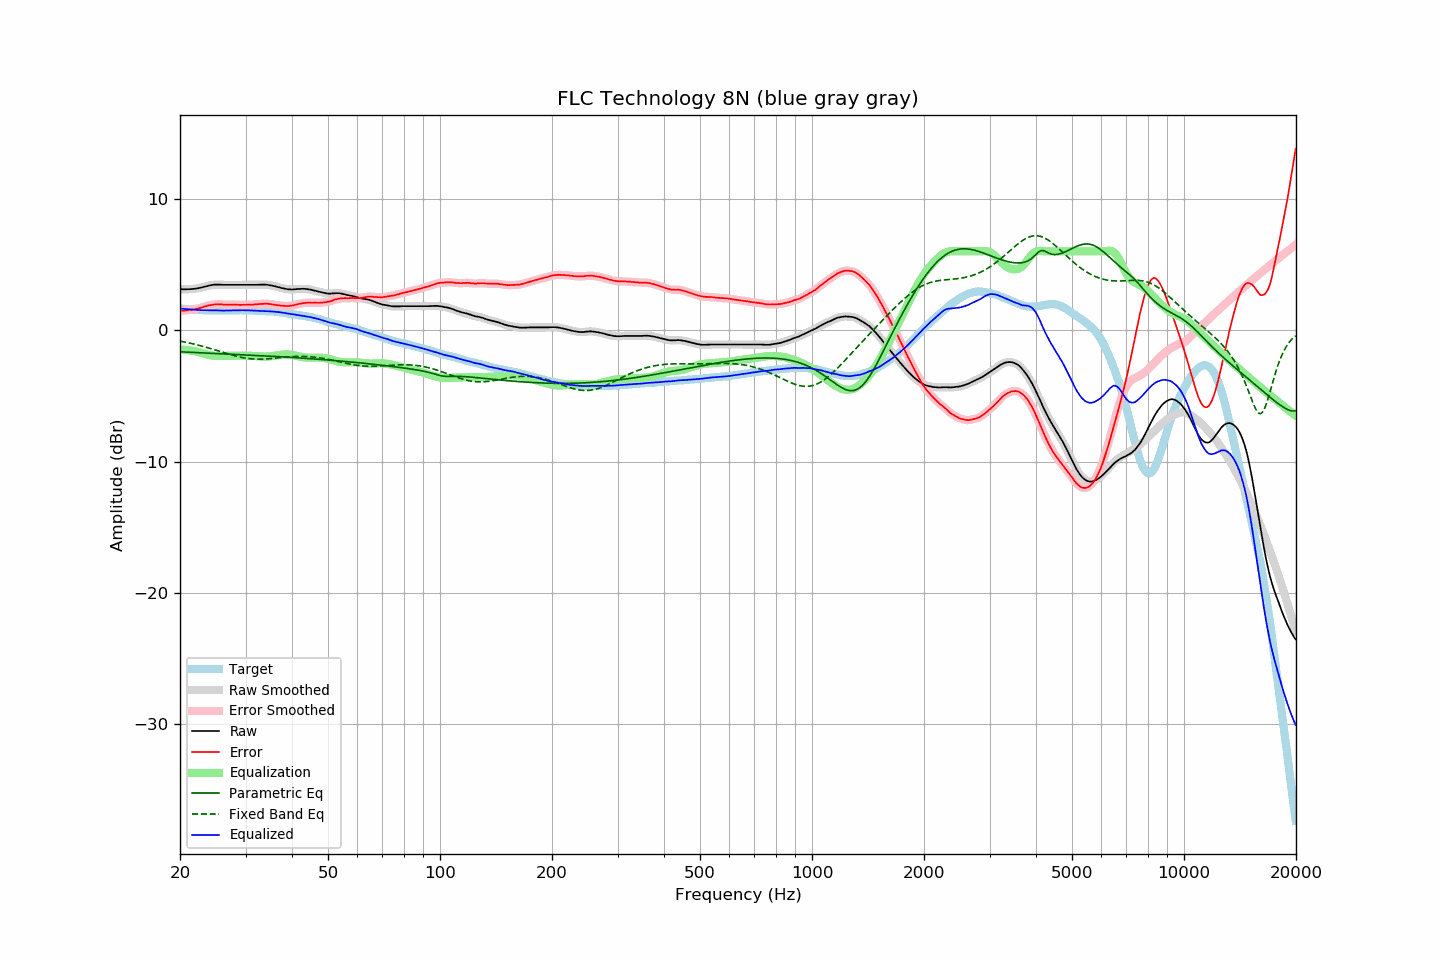 FLC Technology 8N (blue gray gray)
Amplitude (dBr)
10
0
−10
−20
−30
Target
Raw Smoothed
Error Smoothed
Raw
Error
Equalization
Parametric Eq
Fixed Band Eq
Equalized
20 50 100 200 500 1000 2000 5000 10000 20000
Frequency (Hz)